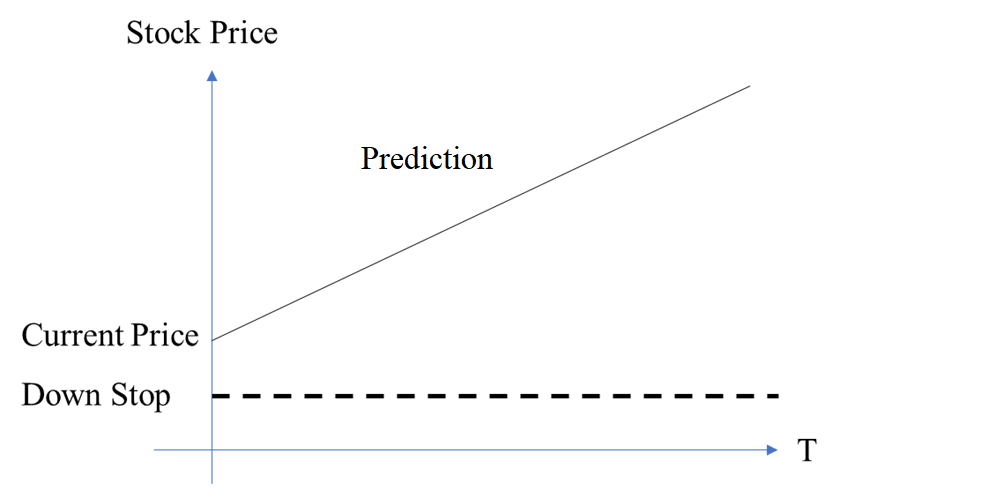 Stock Price
Prediction
Current Price
Down Stop
T